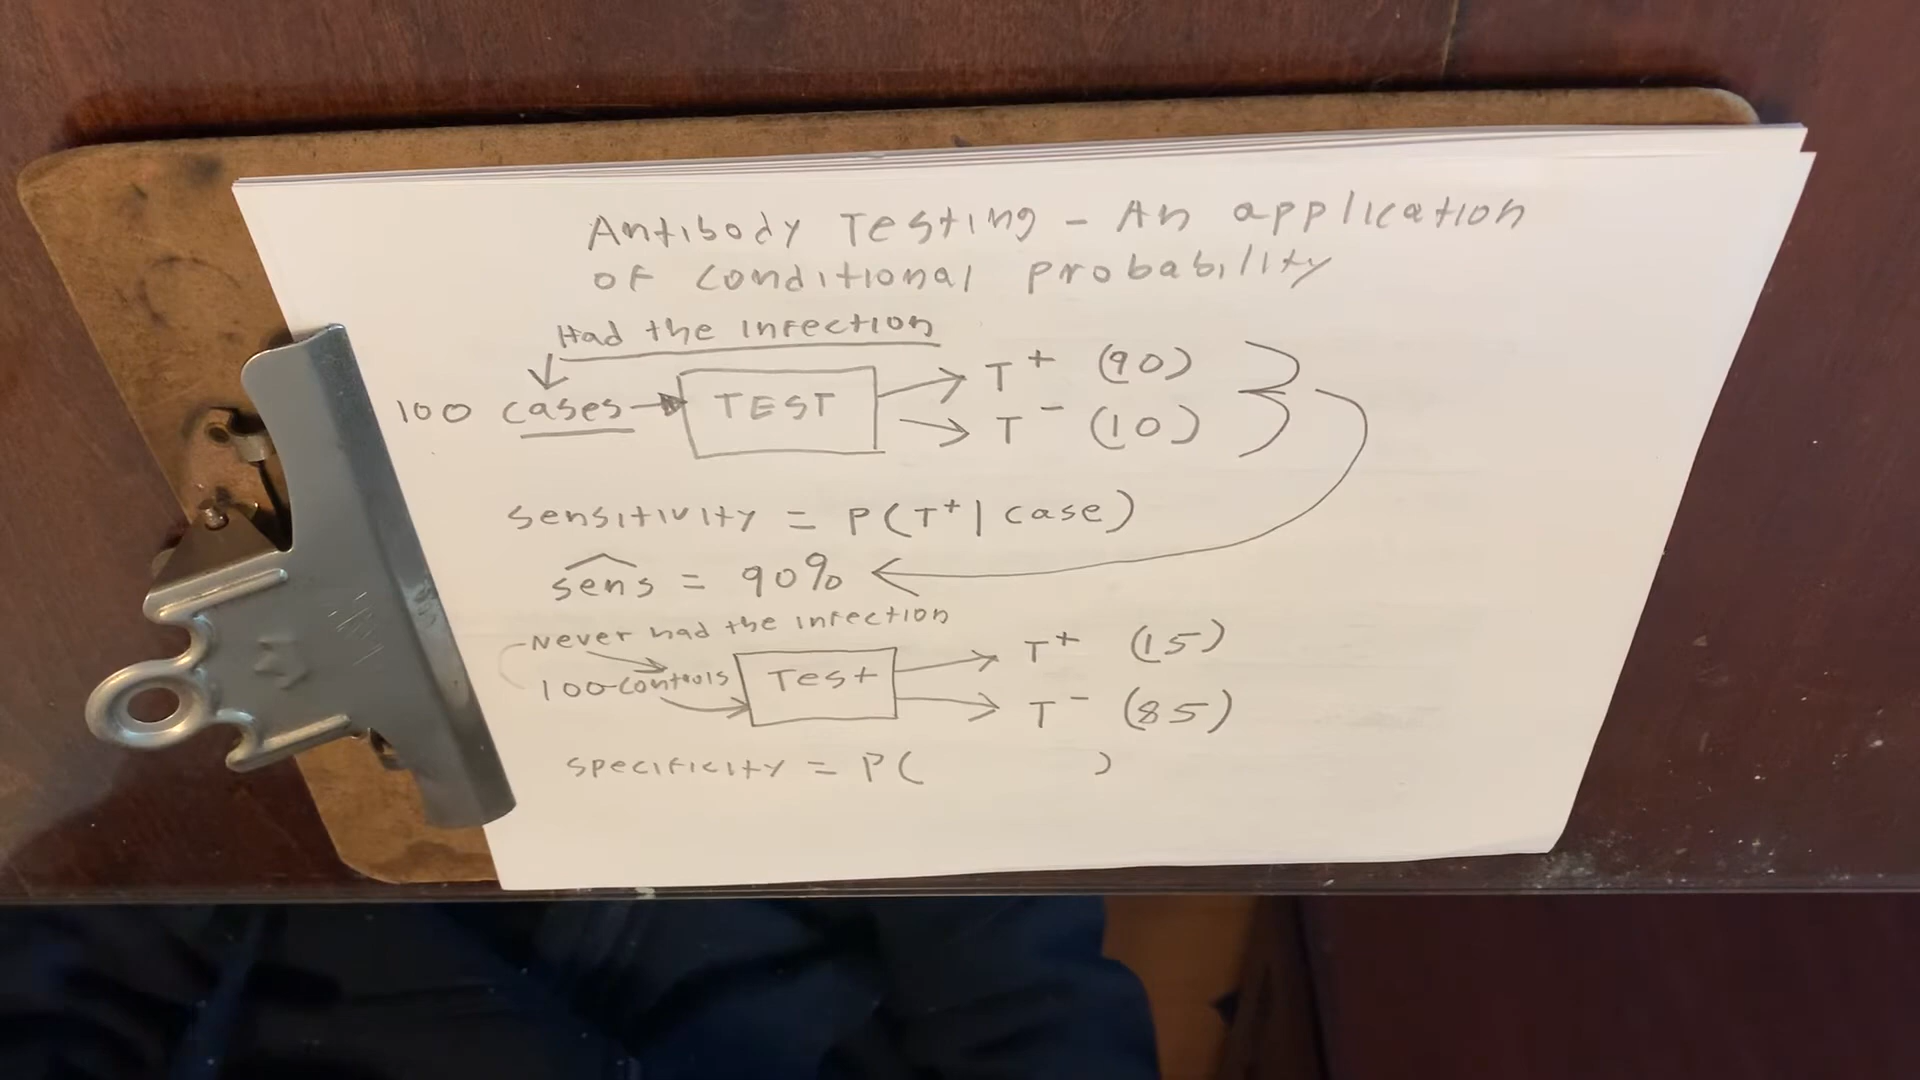 Antibody Testing - An application
of conditional probability
Had the infection
100 cases TEST T+ (90)
T- (10)
sensitivity = P(T+ | case)
sens = 90%
Never had the infection
100 controls Test T+ (15)
T- (85)
specificity = P( )